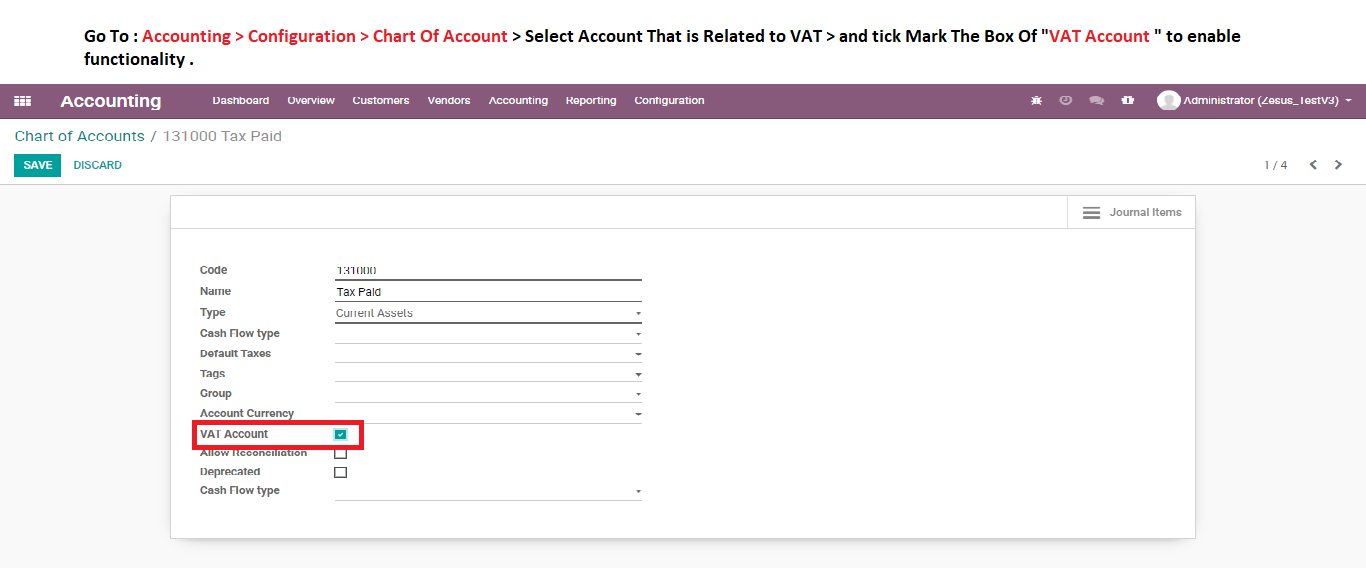 Go To : Accounting > Configuration > Chart Of Account > Select Account That is Related to VAT > and tick Mark The Box Of "VAT Account " to enable
functionality .
Accounting Dashboard Overview Customers Vendors Accounting Reporting Configuration Administrator (Zesus_TestV3)
Chart of Accounts / 131000 Tax Paid
SAVE DISCARD 1 / 4
Journal Items
Code 131000
Name Tax Paid
Type Current Assets
Cash Flow type
Default Taxes
Tags
Group
Account Currency
VAT Account
Allow Reconciliation
Deprecated
Cash Flow type